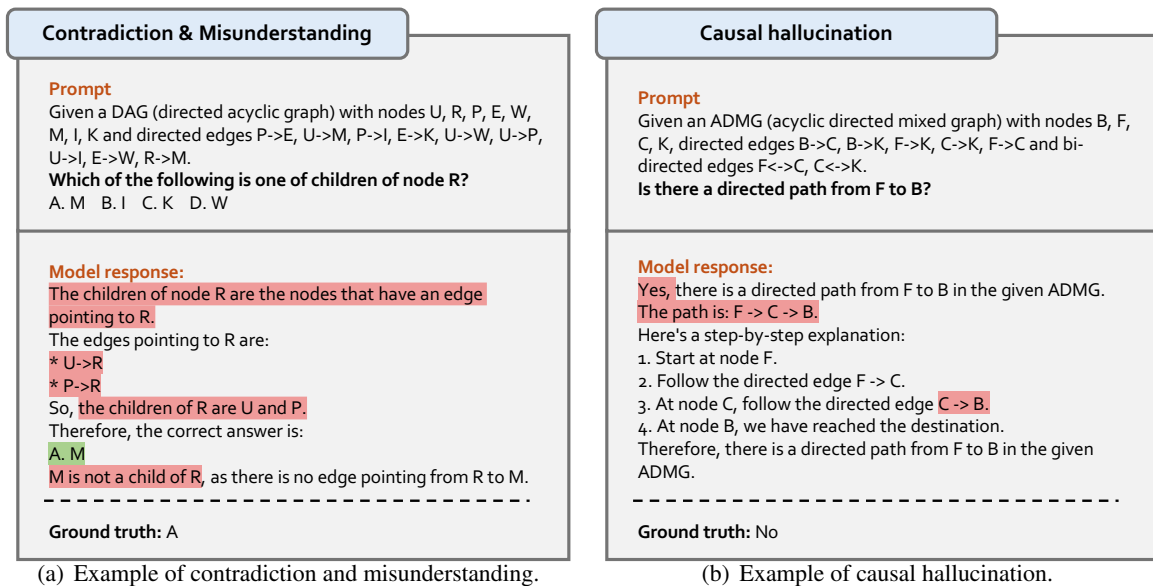 Contradiction & Misunderstanding
Prompt
Given a DAG (directed acyclic graph) with nodes U, R, P, E, W,
M, I, K and directed edges P->E, U->M, P->I, E->K, U->W, U->P,
U->I, E->W, R->M.
Which of the following is one of children of node R?
A. M B. I C. K D. W
Model response:
The children of node R are the nodes that have an edge
pointing to R.
The edges pointing to R are:
* U->R
* P->R
So, the children of R are U and P.
Therefore, the correct answer is:
A. M
M is not a child of R, as there is no edge pointing from R to M.
Ground truth: A
(a) Example of contradiction and misunderstanding.
Causal hallucination
Prompt
Given an ADMG (acyclic directed mixed graph) with nodes B, F,
C, K, directed edges B->C, B->K, F->K, C->K, F->C and bi-
directed edges F<->C, C<->K.
Is there a directed path from F to B?
Model response:
Yes, there is a directed path from F to B in the given ADMG.
The path is: F -> C -> B.
Here's a step-by-step explanation:
1. Start at node F.
2. Follow the directed edge F -> C.
3. At node C, follow the directed edge C -> B.
4. At node B, we have reached the destination.
Therefore, there is a directed path from F to B in the given
ADMG.
Ground truth: No
(b) Example of causal hallucination.